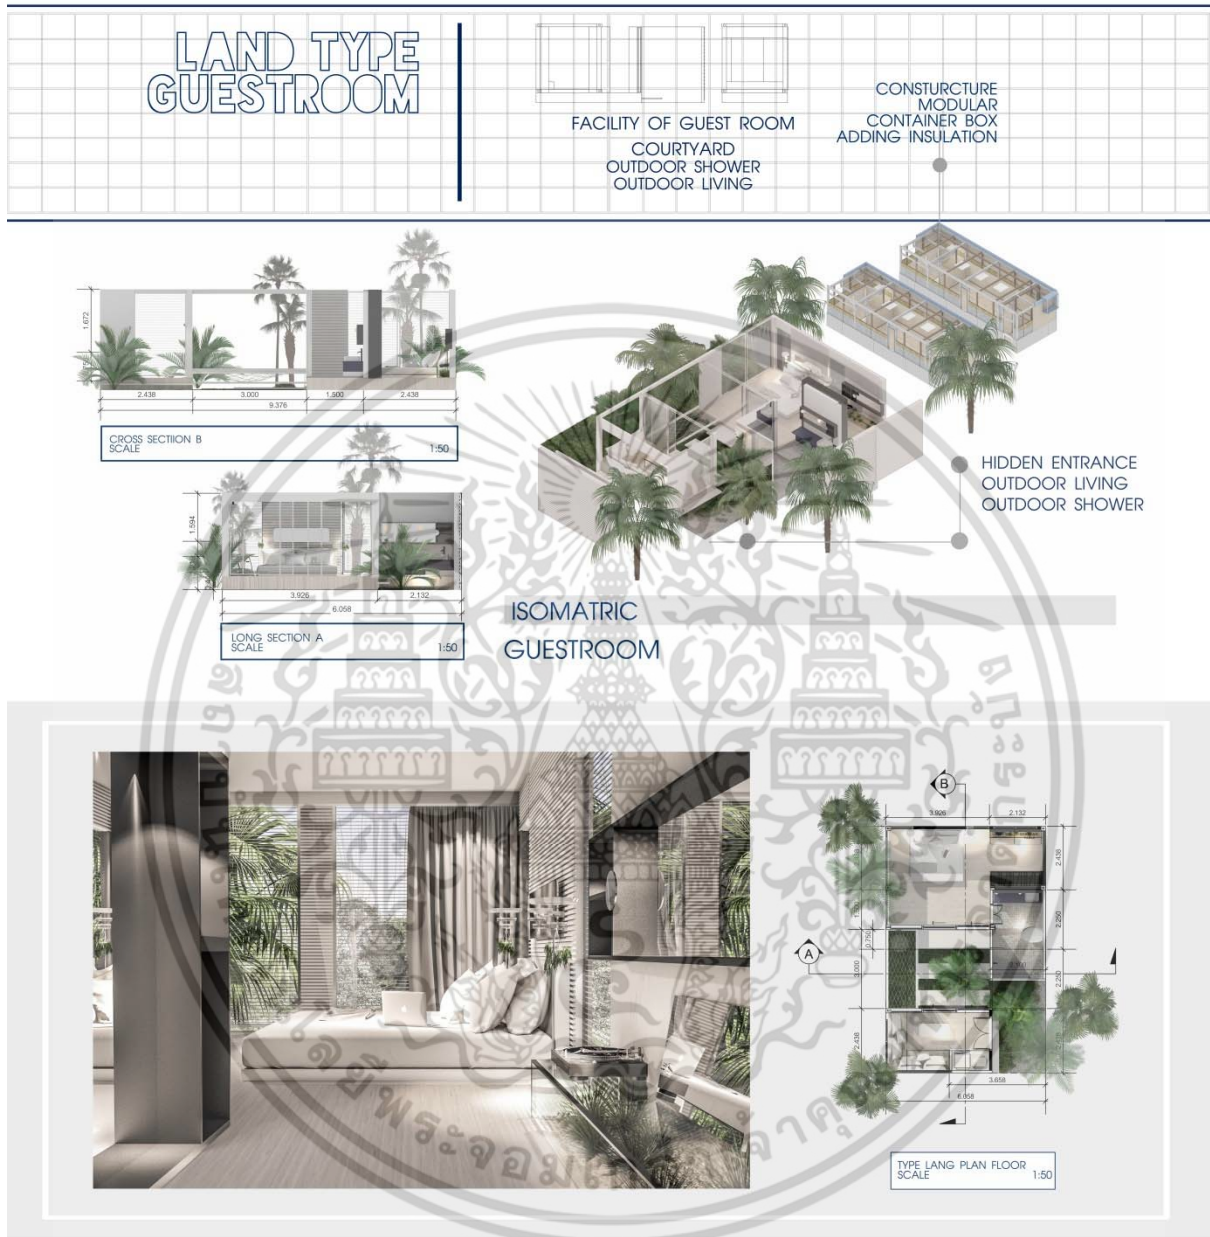 LAND TYPE
GUESTROOM
FACILITY OF GUEST ROOM
COURTYARD
OUTDOOR SHOWER
OUTDOOR LIVING
CONSTURCTURE
MODULAR
CONTAINER BOX
ADDING INSULATION
1.672
2.438 3.000 1.500 2.438
9.376
CROSS SECTIION B
SCALE 1:50
HIDDEN ENTRANCE
OUTDOOR LIVING
OUTDOOR SHOWER
1.594
3.926 2.132
6.058
LONG SECTION A
SCALE 1:50
ISOMATRIC
GUESTROOM
B
3.926 2.132
2.438
2.250
0.750
A
3.000
2.250
2.438
3.658
6.058
TYPE LANG PLAN FLOOR
SCALE 1:50